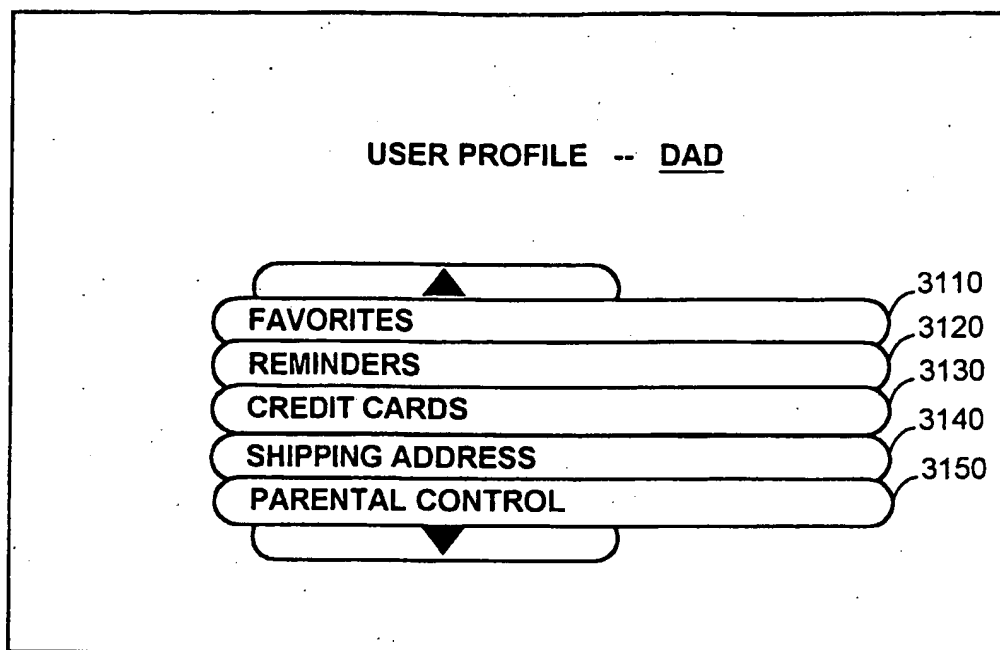 USER PROFILE -- DAD
3110
FAVORITES
3120
REMINDERS
3130
CREDIT CARDS
3140
SHIPPING ADDRESS
3150
PARENTAL CONTROL